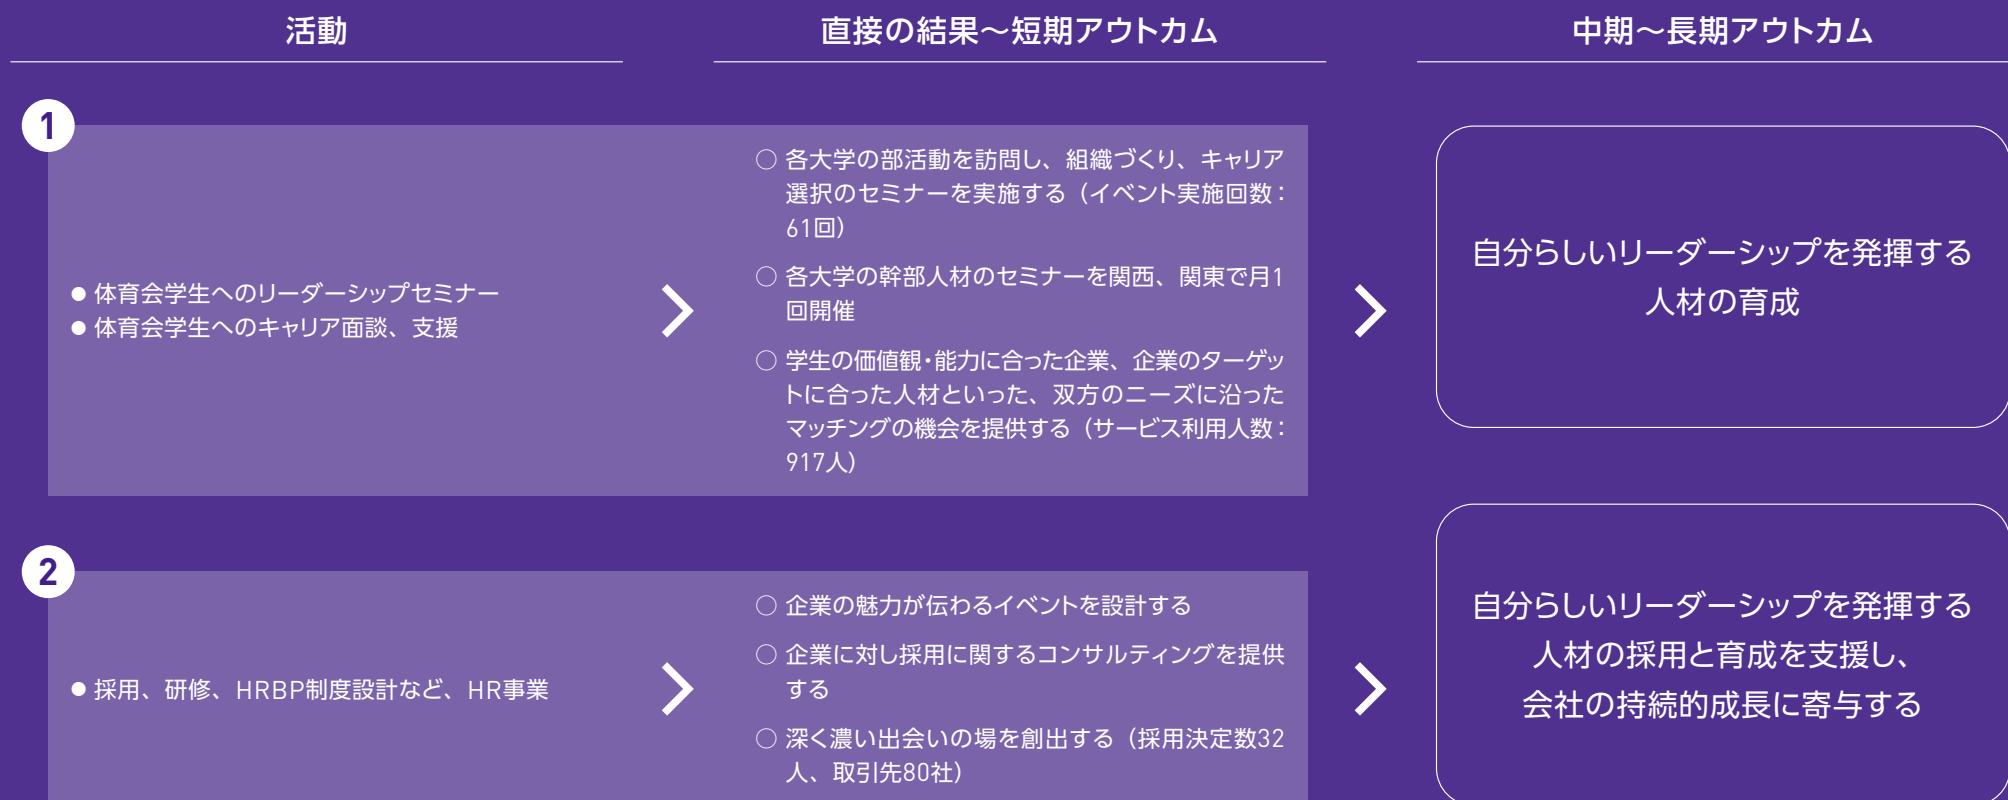 活動
直接の結果〜短期アウトカム
中期〜長期アウトカム
1
● 体育会学生へのリーダーシップセミナー
● 体育会学生へのキャリア面談、支援
○ 各大学の部活動を訪問し、組織づくり、キャリア
選択のセミナーを実施する（イベント実施回数：
61回）
○ 各大学の幹部人材のセミナーを関西、関東で月1
回開催
○ 学生の価値観・能力に合った企業、企業のターゲッ
トに合った人材といった、双方のニーズに沿った
マッチングの機会を提供する（サービス利用人数：
917人）
自分らしいリーダーシップを発揮する
人材の育成
2
● 採用、研修、HRBP制度設計など、HR事業
○ 企業の魅力が伝わるイベントを設計する
○ 企業に対し採用に関するコンサルティングを提供
する
○ 深く濃い出会いの場を創出する（採用決定数32
人、取引先80社）
自分らしいリーダーシップを発揮する
人材の採用と育成を支援し、
会社の持続的成長に寄与する